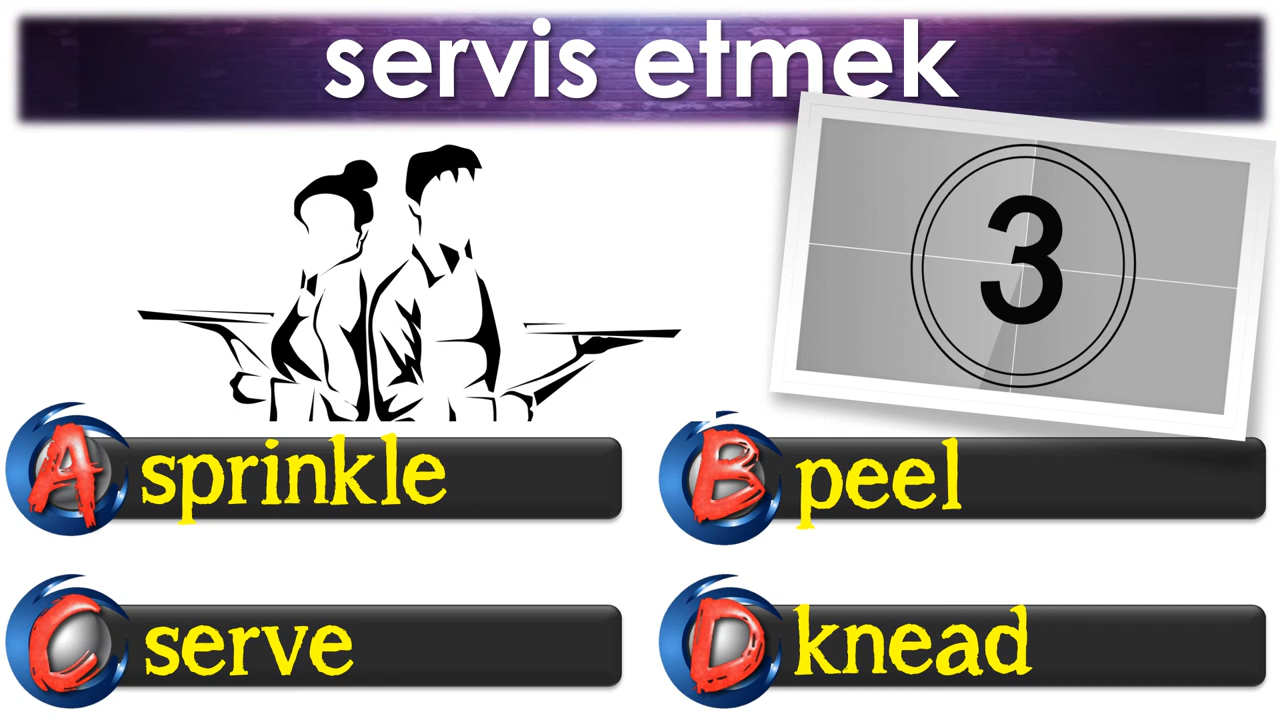 servis etmek
3
A sprinkle
B peel
C serve
D knead